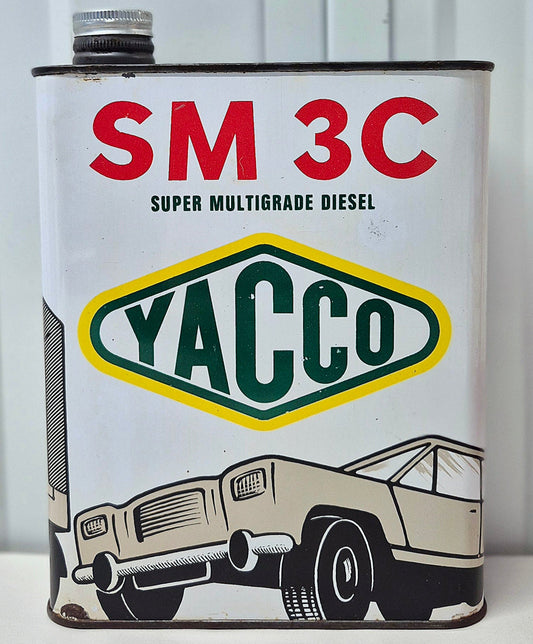 SM 3C
SUPER MULTIGRADE DIESEL
YACCO